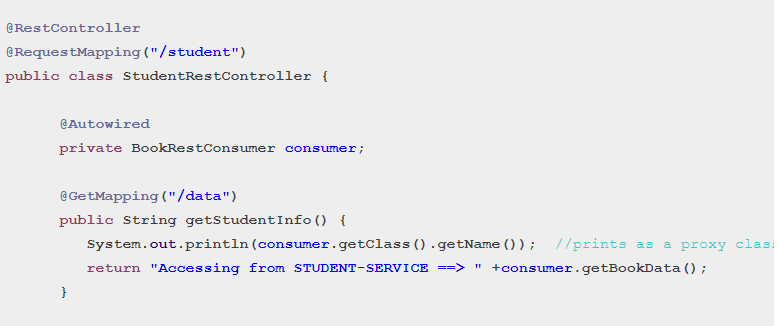 @RestController
@RequestMapping("/student")
public class StudentRestController {
@Autowired
private BookRestConsumer consumer;
@GetMapping("/data")
public String getStudentInfo() {
System.out.println(consumer.getClass().getName());  //prints as a proxy class
return "Accessing from STUDENT-SERVICE ==> " +consumer.getBookData();
}